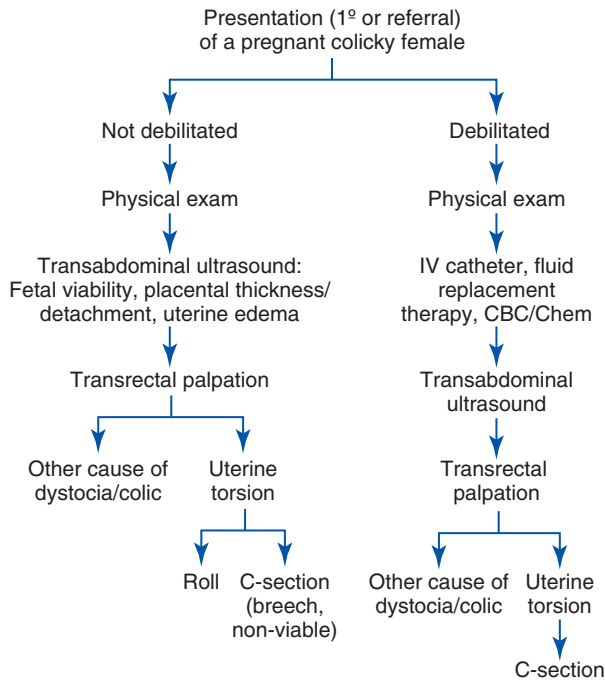 Presentation (1º or referral)
of a pregnant colicky female
Not debilitated
Debilitated
Physical exam
Physical exam
Transabdominal ultrasound:
Fetal viability, placental thickness/
detachment, uterine edema
IV catheter, fluid
replacement
therapy, CBC/Chem
Transrectal palpation
Transabdominal
ultrasound
Other cause of
dystocia/colic
Uterine
torsion
Transrectal
palpation
Roll
C-section
(breech,
non-viable)
Other cause of
dystocia/colic
Uterine
torsion
C-section